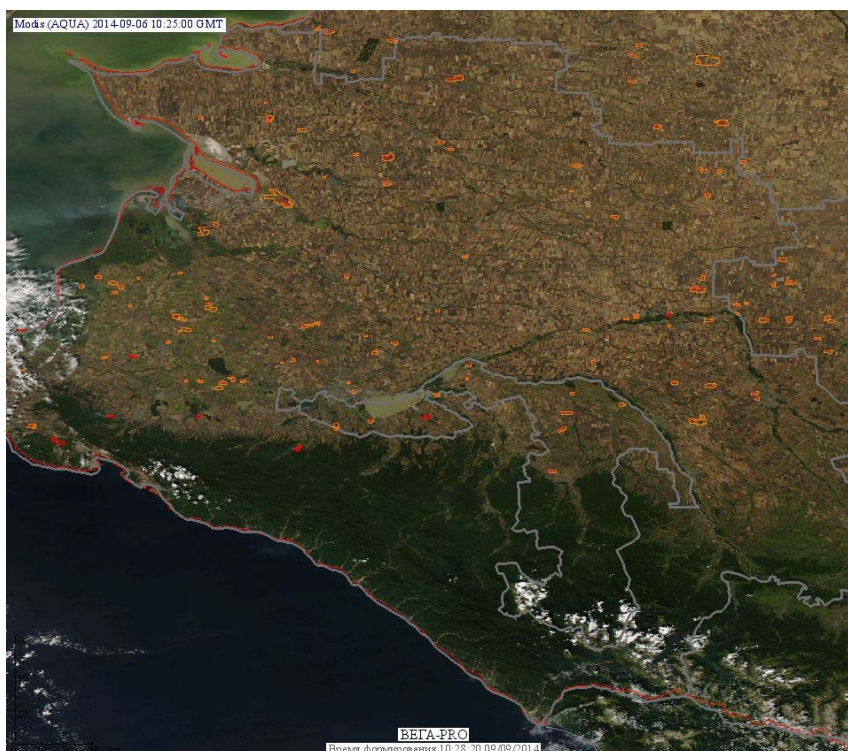 Modis (AQUA) 2014-09-06 10:25:00 GMT
ВЕГА-PRO
Время формирования 10:28:20 09/09/2014